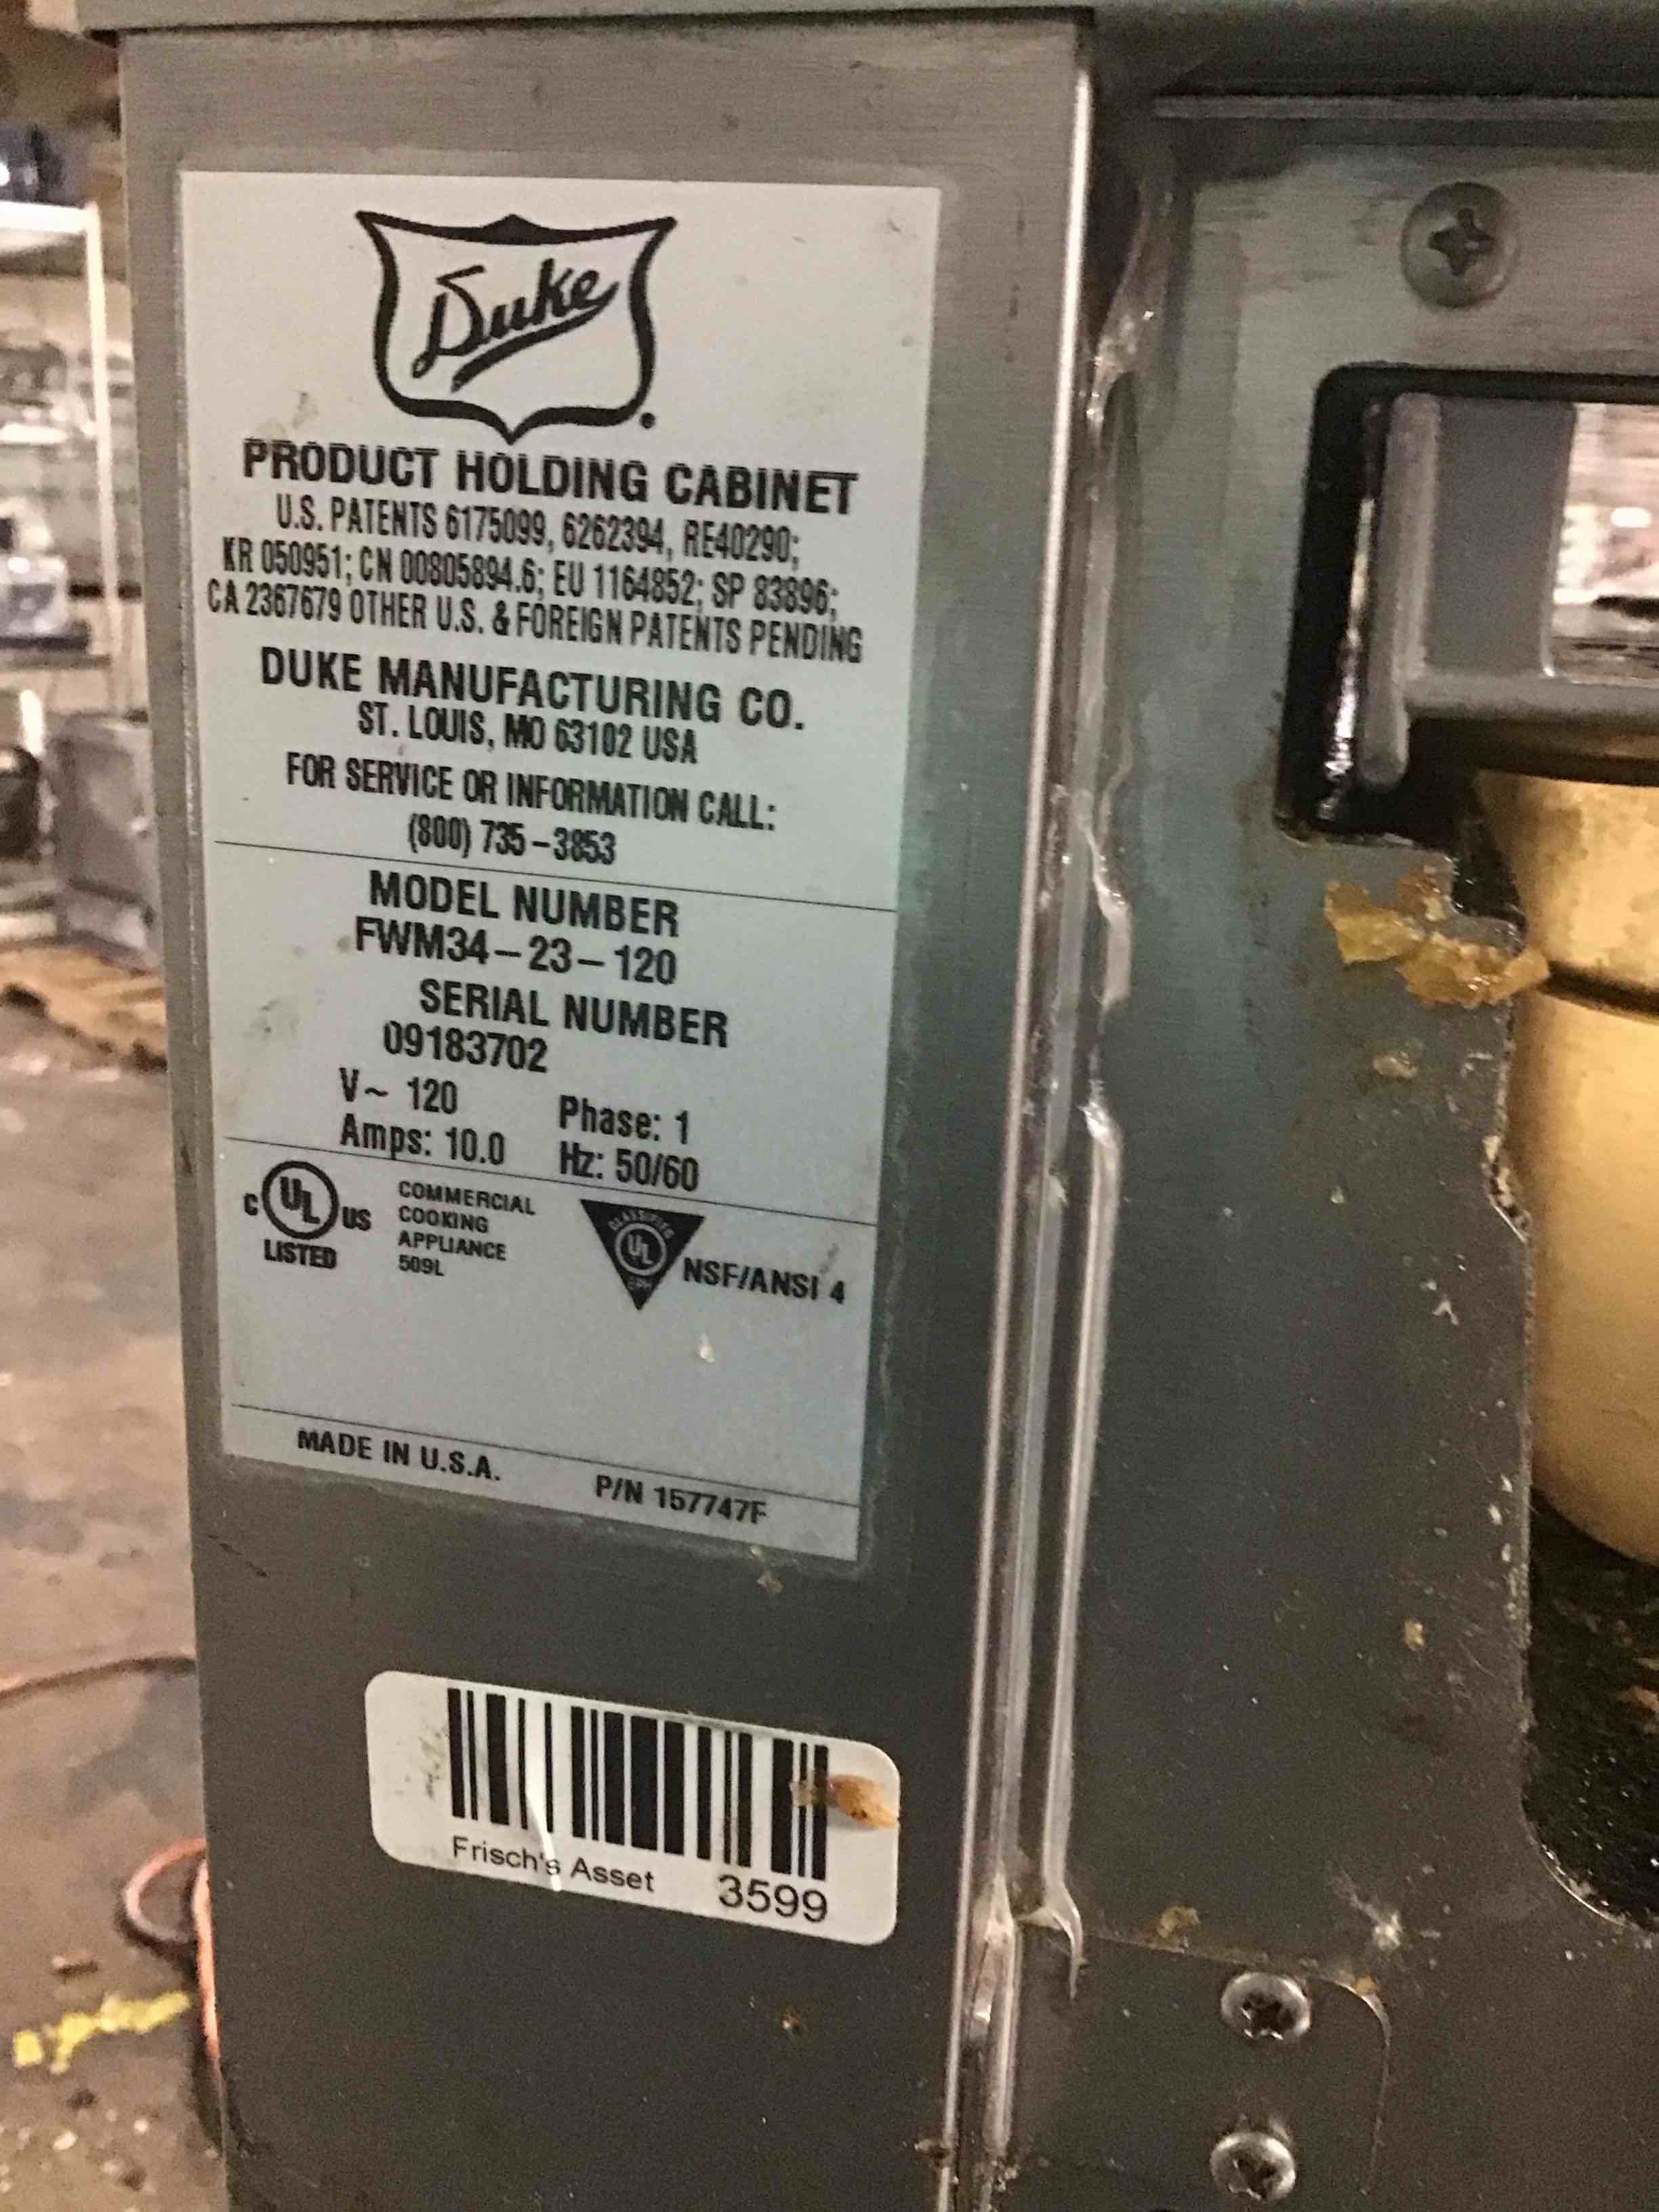 Duke
PRODUCT HOLDING CABINET
U.S. PATENTS 6175099, 6262394, RE40290;
KR 050951; CN 00805894.6; EU 1164852; SP 83896;
CA 2367679 OTHER U.S. & FOREIGN PATENTS PENDING
DUKE MANUFACTURING CO.
ST. LOUIS, MO 63102 USA
FOR SERVICE OR INFORMATION CALL:
(800) 735-3853
MODEL NUMBER
FWM34-23-120
SERIAL NUMBER
09183702
V~ 120 Phase: 1
Amps: 10.0 Hz: 50/60
C UL US
LISTED
COMMERCIAL
COOKING
APPLIANCE
509L
CLASSIFIED
UL
EPH
NSF/ANSI 4
MADE IN U.S.A. P/N 157747F
Frisch's Asset 3599